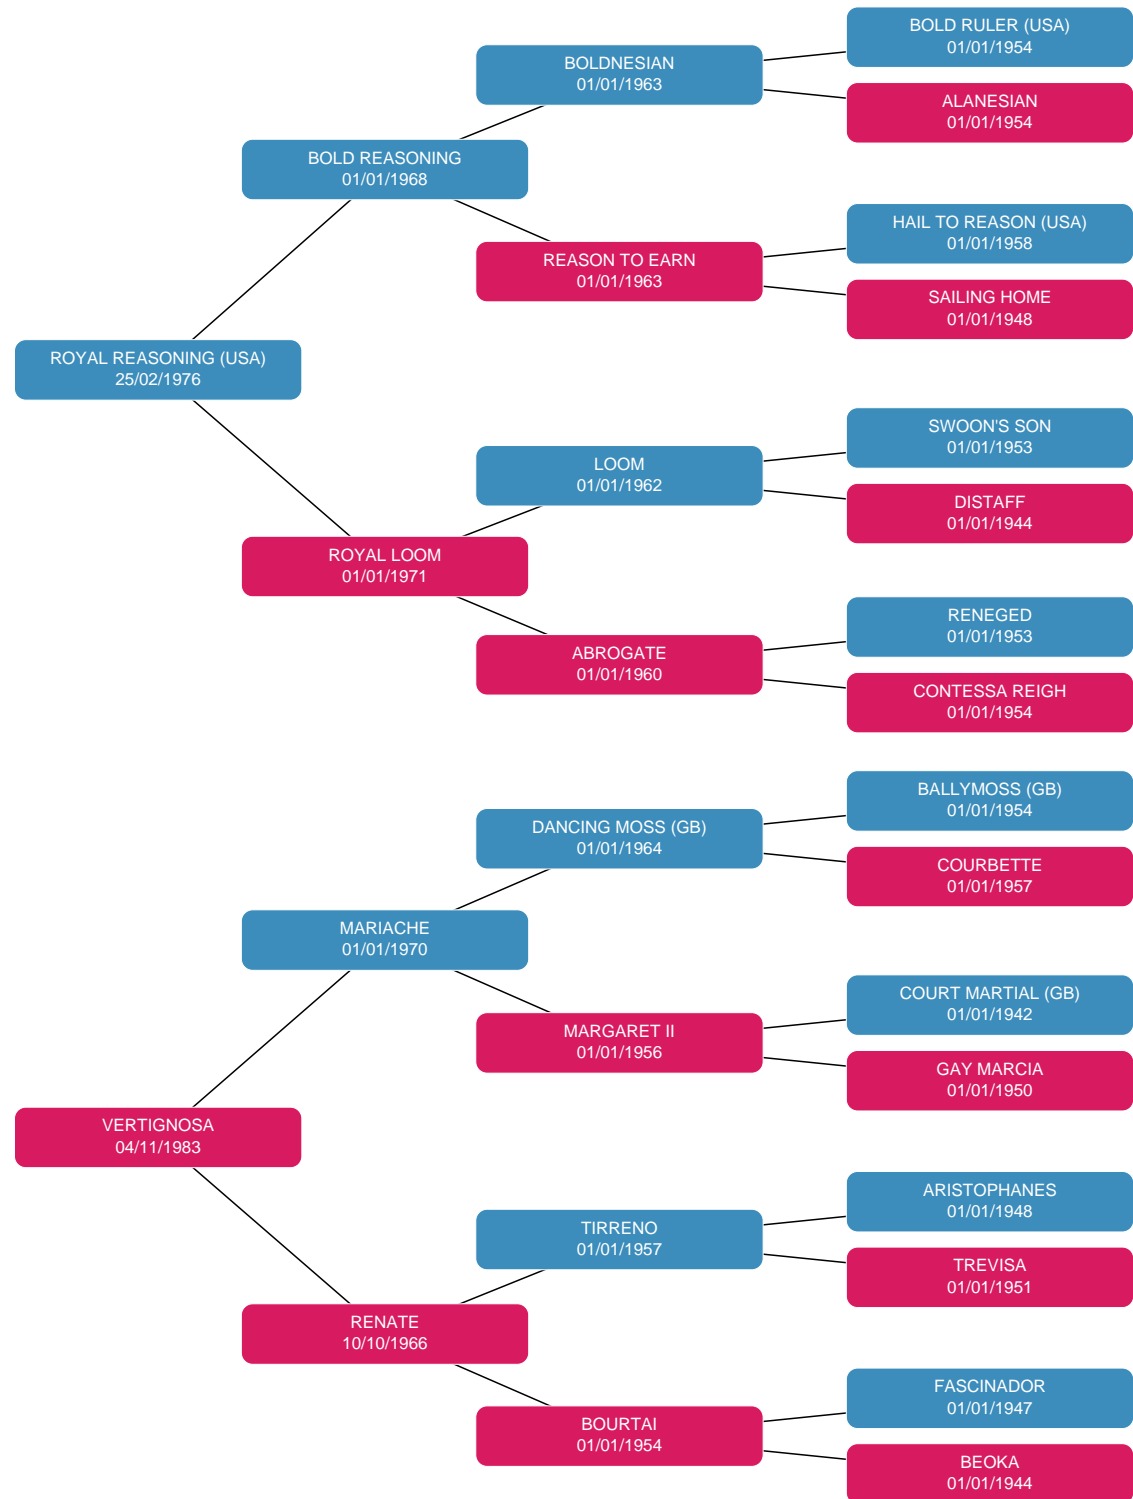 BOLD RULER (USA)
01/01/1954
BOLDNESIAN
01/01/1963
ALANESIAN
01/01/1954
BOLD REASONING
01/01/1968
HAIL TO REASON (USA)
01/01/1958
REASON TO EARN
01/01/1963
SAILING HOME
01/01/1948
ROYAL REASONING (USA)
25/02/1976
SWOON'S SON
01/01/1953
LOOM
01/01/1962
DISTAFF
01/01/1944
ROYAL LOOM
01/01/1971
RENEGED
01/01/1953
ABROGATE
01/01/1960
CONTESSA REIGH
01/01/1954
BALLYMOSS (GB)
01/01/1954
DANCING MOSS (GB)
01/01/1964
COURBETTE
01/01/1957
MARIACHE
01/01/1970
COURT MARTIAL (GB)
01/01/1942
MARGARET II
01/01/1956
GAY MARCIA
01/01/1950
VERTIGNOSA
04/11/1983
ARISTOPHANES
01/01/1948
TIRRENO
01/01/1957
TREVISA
01/01/1951
RENATE
10/10/1966
FASCINADOR
01/01/1947
BOURTAI
01/01/1954
BEOKA
01/01/1944